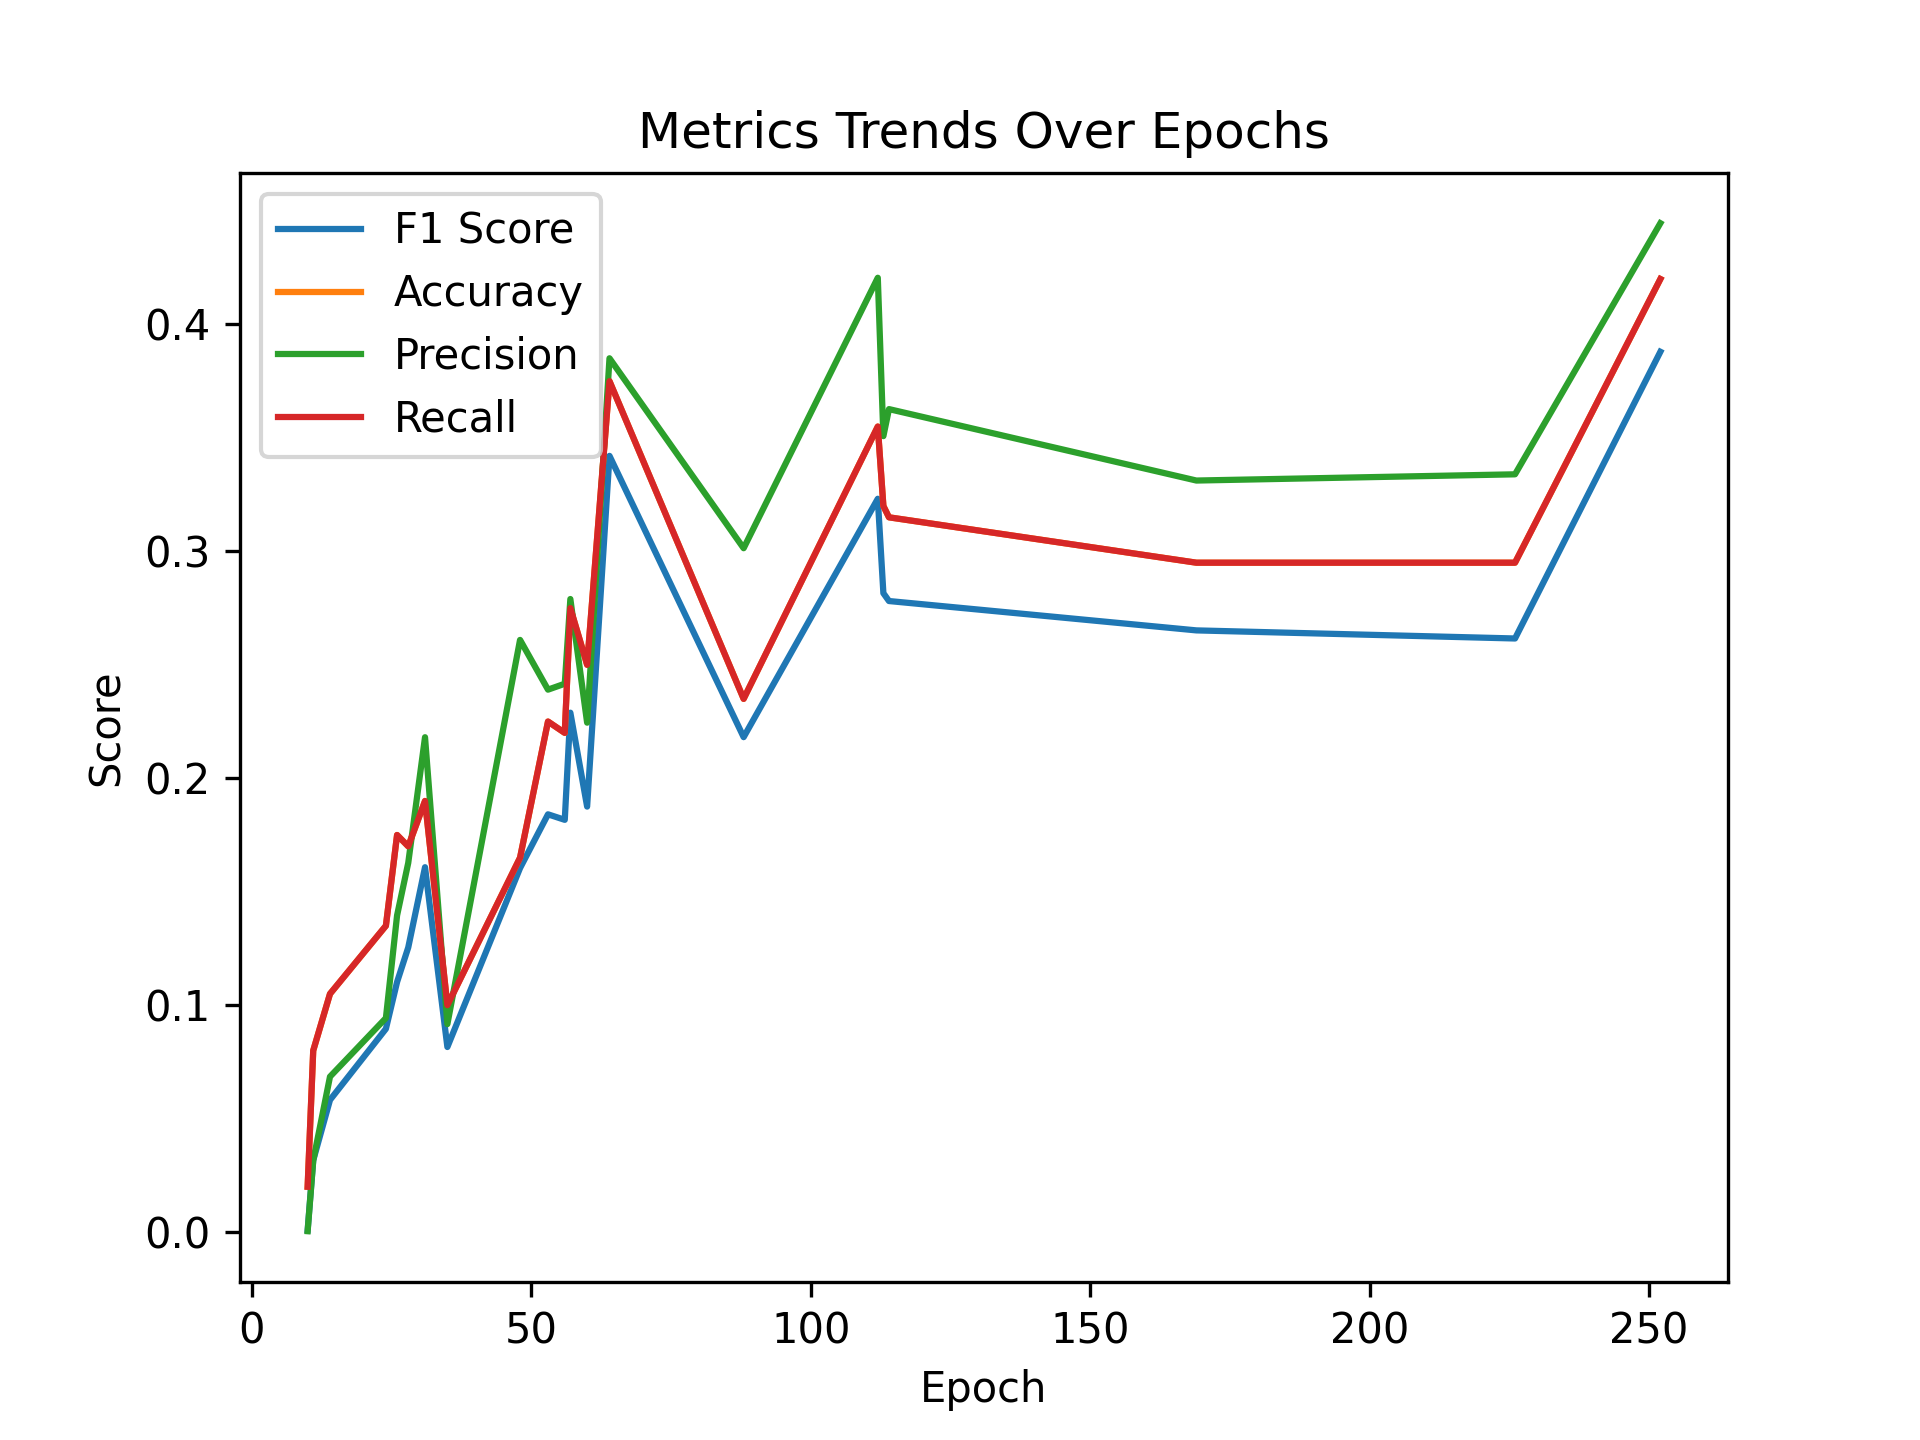 Metrics Trends Over Epochs
F1 Score
Accuracy
Precision
Recall
0.4
0.3
0.2
0.1
0.0
Score
0 50 100 150 200 250
Epoch